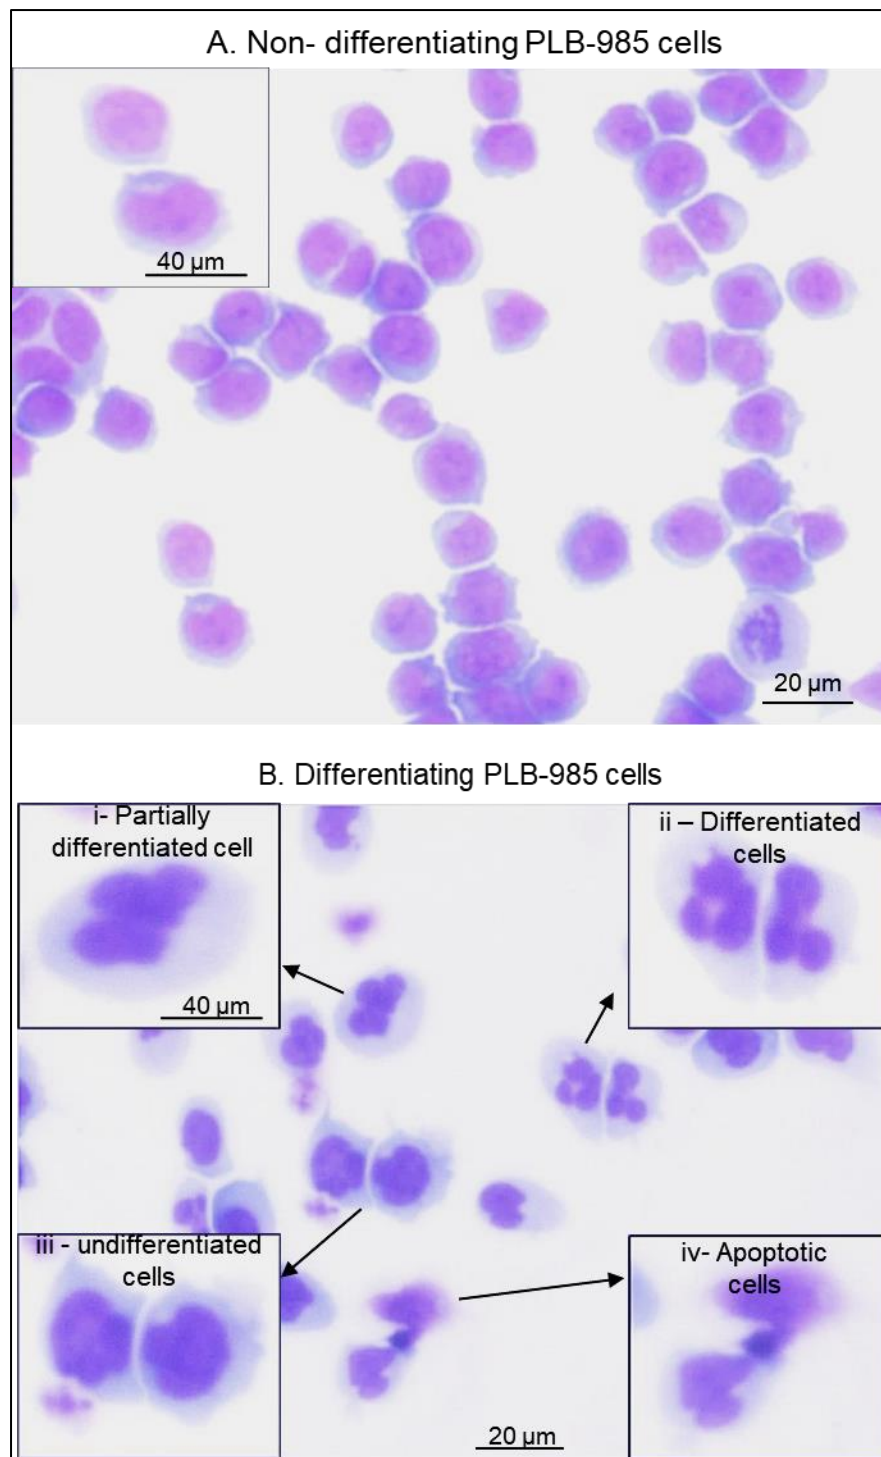 A. Non- differentiating PLB-985 cells
40 µm
20 µm
B. Differentiating PLB-985 cells
i- Partially
differentiated cell
40 µm
ii – Differentiated
cells
iii - undifferentiated
cells
iv- Apoptotic
cells
20 µm